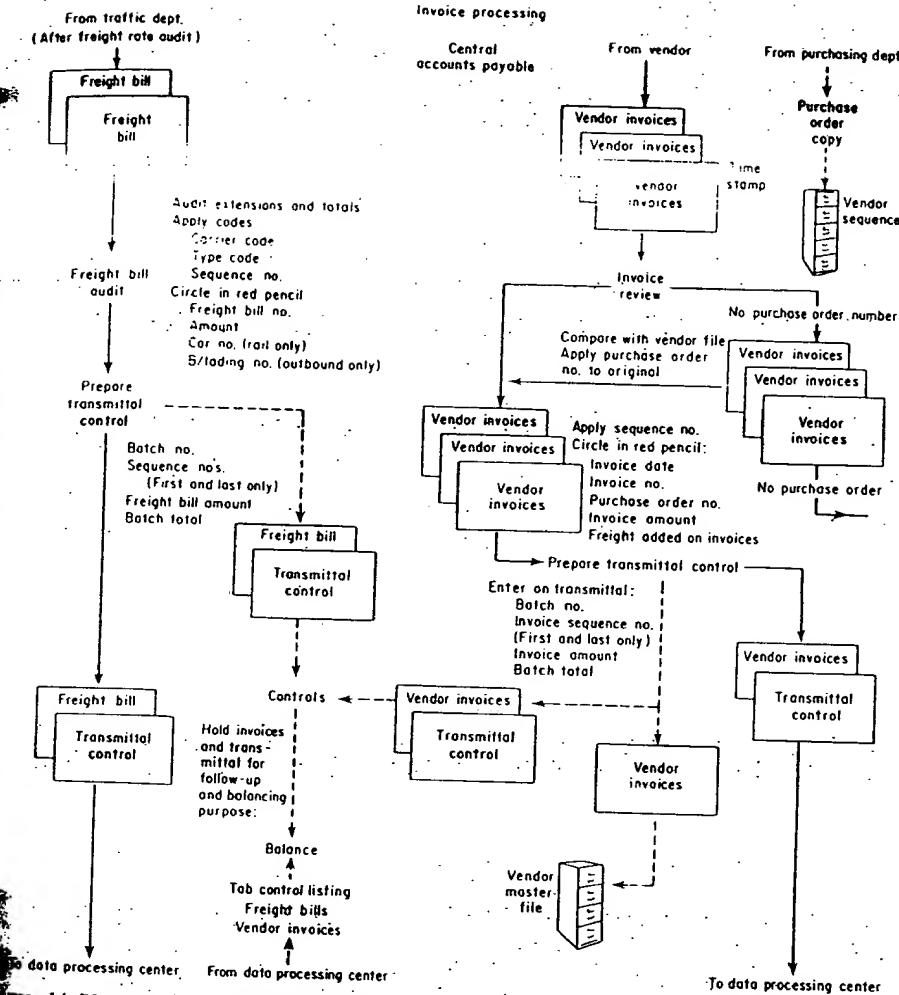 Invoice processing
From traffic dept.
(After freight rate audit)
Freight bill
Freight
bill
Central
accounts payable
From vendor
From purchasing dept
Vendor invoices
Vendor invoices
Vendor
invoices
stamp
Purchase
order
copy
Vendor
sequence
Audit extensions and totals
Apply codes
Carrier code
Type code
Sequence no.
Circle in red pencil
Freight bill no.
Amount
Car no. (rail only)
B/lading no. (outbound only)
Freight bill
audit
Invoice
review
No purchase order number
Compare with vendor file
Apply purchase order
no. to original
Vendor invoices
Vendor invoices
Vendor
invoices
No purchase order
Prepare
transmittal
control
Batch no.
Sequence no's.
(First and last only)
Freight bill amount
Batch total
Vendor invoices
Vendor invoices
Vendor
invoices
Apply sequence no.
Circle in red pencil:
Invoice date
Invoice no.
Purchase order no.
Invoice amount
Freight added on invoices
Freight bill
Transmittal
control
Prepare transmittal control
Enter on transmittal:
Batch no.
Invoice sequence no.
(First and last only)
Invoice amount
Batch total
Vendor invoices
Transmittal
control
Freight bill
Transmittal
control
Controls
Vendor invoices
Transmittal
control
Hold invoices
and trans-
mittal for
follow-up
and balancing
purpose:
Vendor
invoices
Balance
Tab control listing
Freight bills
Vendor invoices
Vendor
master
file
To data processing center
From data processing center
To data processing center